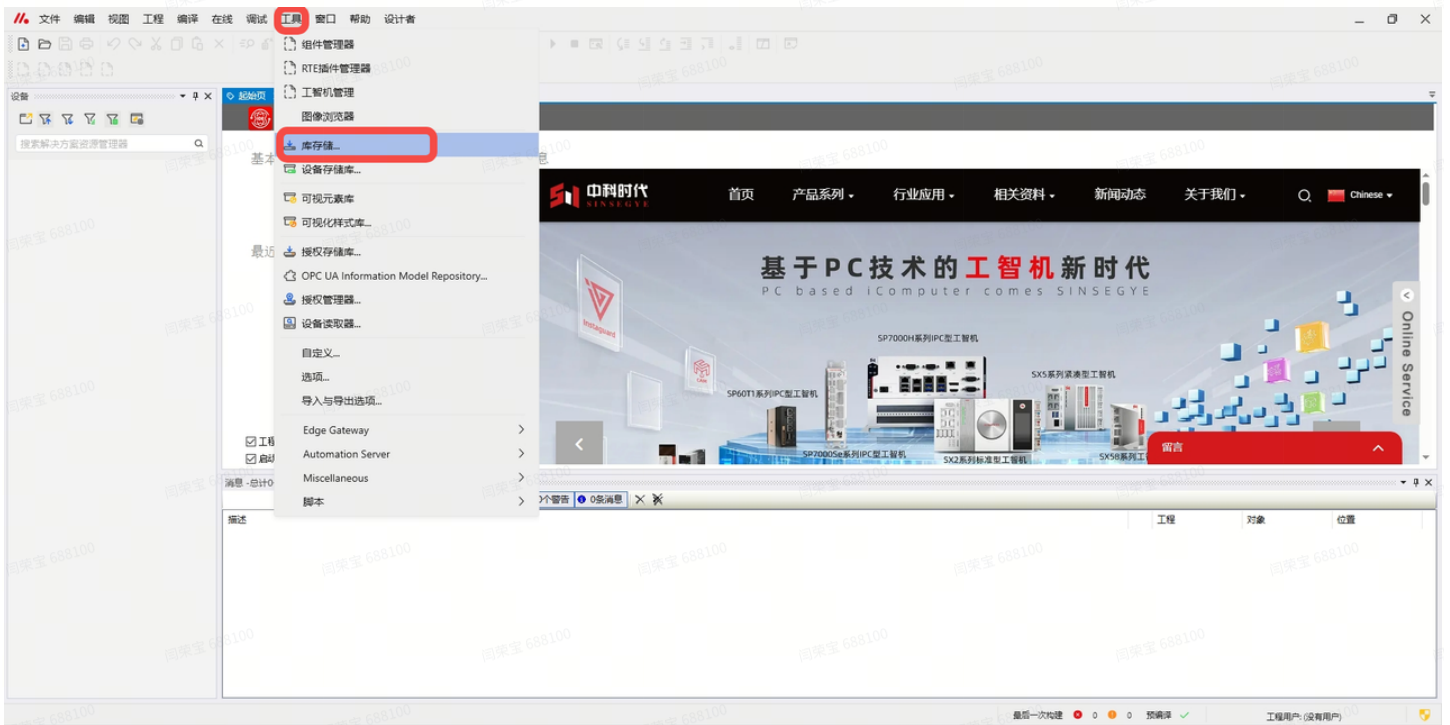 文件 编辑 视图 工程 编译 在线 调试 工具 窗口 帮助 设计者
组件管理器
RTE插件管理器
工智机管理
图像浏览器
库存储...
设备存储库...
可视元素库
可视化样式库...
授权存储库...
OPC UA Information Model Repository...
授权管理器...
设备读取器...
自定义...
选项...
导入与导出选项...
Edge Gateway
Automation Server
Miscellaneous
脚本
设备
搜索解决方案资源管理器
起始页
基本
息
最近
中科时代
SINSEGYE
首页 产品系列 行业应用 相关资料 新闻动态 关于我们 Chinese
基于PC技术的工智机新时代
PC based iComputer comes SINSEGYE
Instaguard
SP7000H系列IPC型工智机
SX5系列紧凑型工智机
SP60T1系列IPC型工智机
SP7000Se系列IPC型工智机
SX2系列标准型工智机
SX58系列工
Online Service
留言
工程
启动
消息 -总计0
0个警告 0条消息
描述 工程 对象 位置
最后一次构建 0 0 预编译 工程用户: (没有用户)
闾荣宝 688100